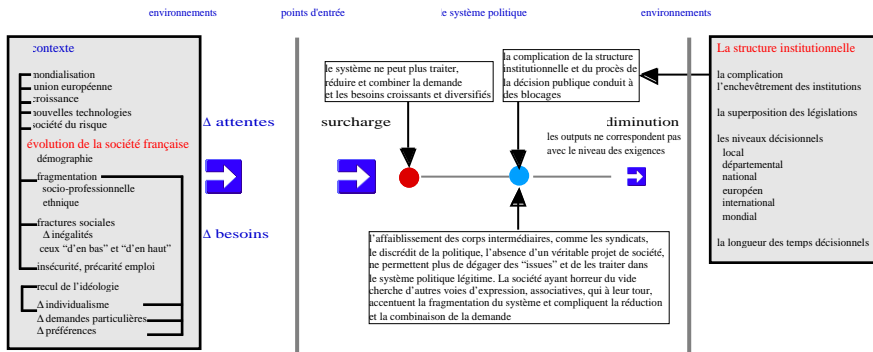 environnements
points d'entrée
le système politique
environnements
contexte
mondialisation
union européenne
croissance
nouvelles technologies
société du risque
évolution de la société française
démographie
fragmentation
socio-professionnelle
ethnique
fractures sociales
Δ inégalités
ceux “d’en bas” et “d’en haut”
insécurité, précarité emploi
recul de l’idéologie
Δ individualisme
Δ demandes particulières
Δ préférences
Δ attentes
Δ besoins
surcharge
le système ne peut plus traiter,
réduire et combiner la demande
et les besoins croissants et diversifiés
la complication de la structure
institutionnelle et du procès de
la décision publique conduit à
des blocages
diminution
les outputs ne correspondent pas
avec le niveau des exigences
l’affaiblissement des corps intermédiaires, comme les syndicats,
le discrédit de la politique, l’absence d’un véritable projet de société,
ne permettent plus de dégager des “issues” et de les traiter dans
le système politique légitime. La société ayant horreur du vide
cherche d’autres voies d’expression, associatives, qui à leur tour,
accentuent la fragmentation du système et compliquent la réduction
et la combinaison de la demande
La structure institutionnelle
la complication
l’enchevêtrement des institutions
la superposition des législations
les niveaux décisionnels
local
départemental
national
européen
international
mondial
la longueur des temps décisionnels